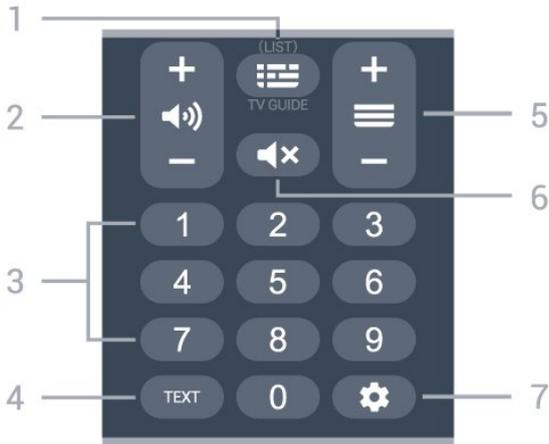 1
(LIST)
+ +
2 TV GUIDE 5
− −
6
1 2 3
3 4 5 6
7 8 9
4 TEXT 0 7